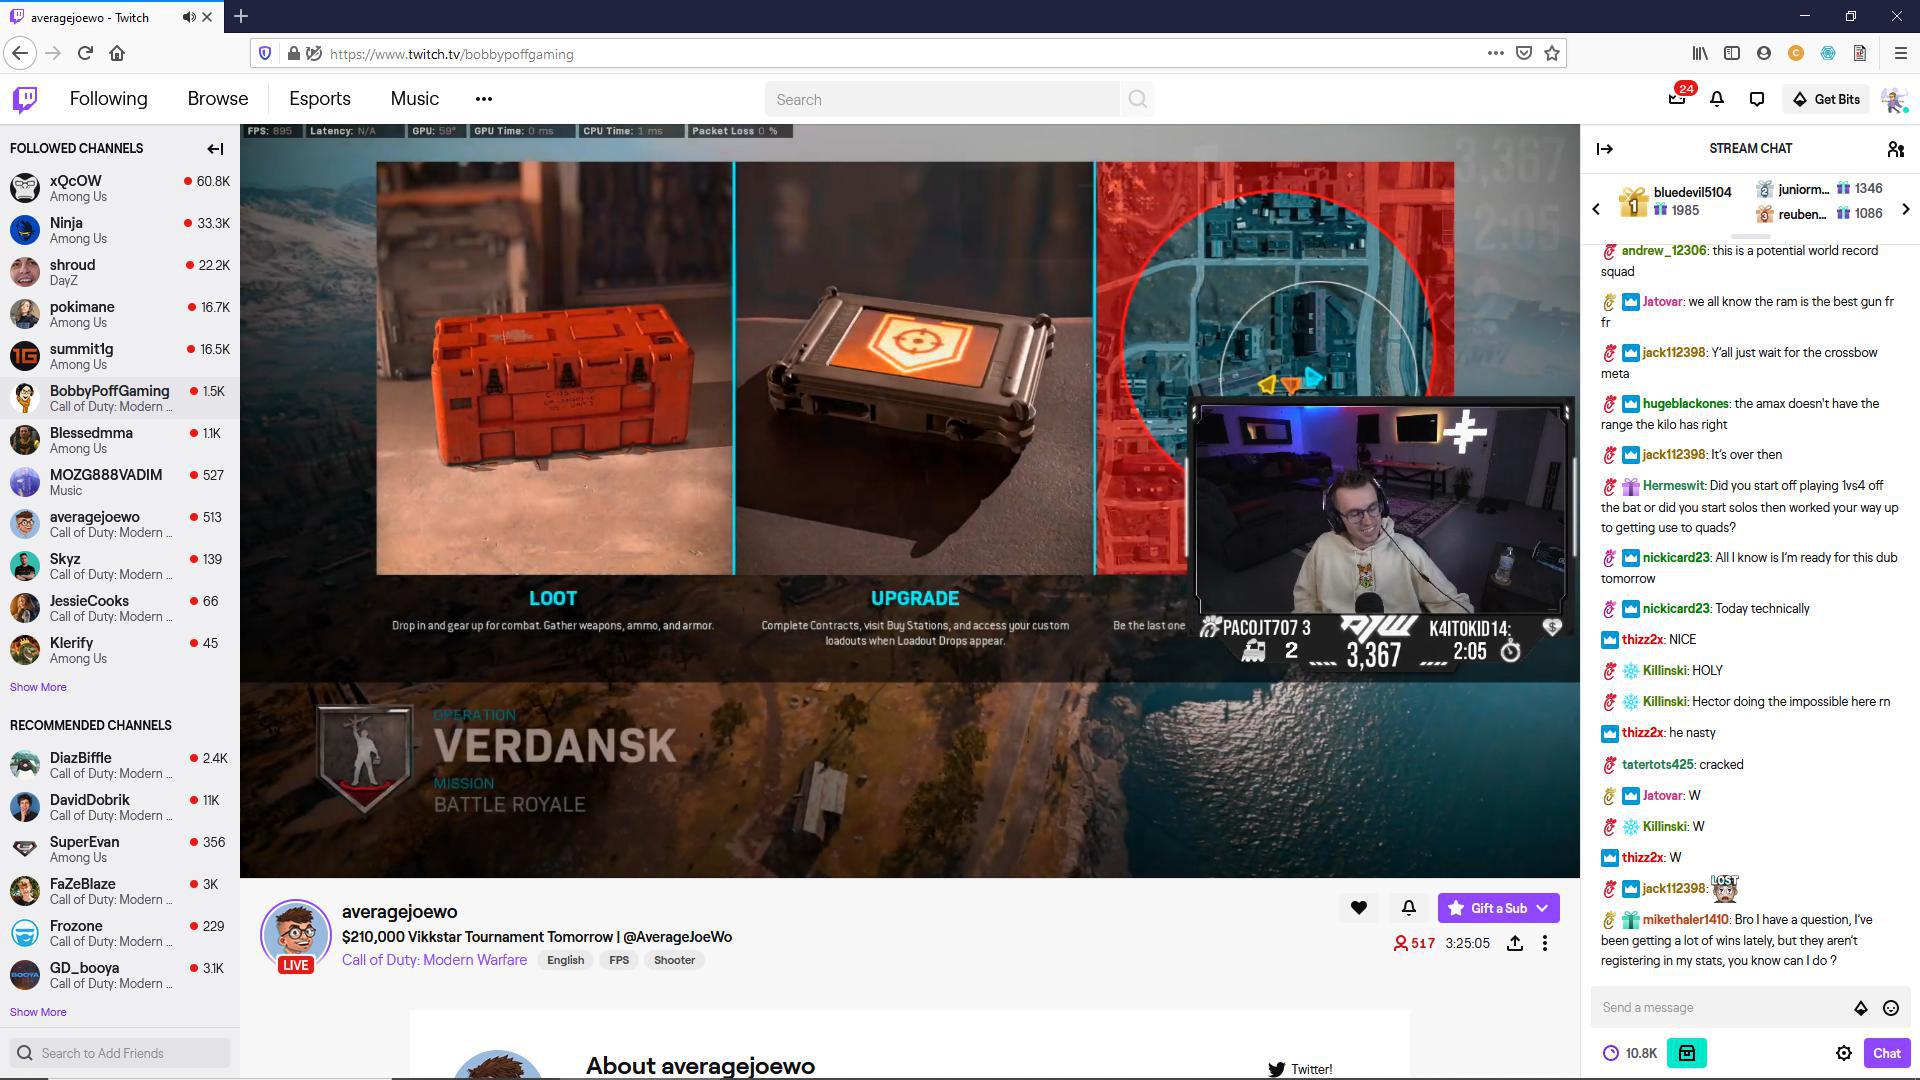 averagejoewo - Twitch
https://www.twitch.tv/bobbypoffgaming
Following Browse Esports Music Search 24 Get Bits
FOLLOWED CHANNELS
xQcOW 60.8K
Among Us
Ninja 33.3K
Among Us
shroud 22.2K
DayZ
pokimane 16.7K
Among Us
summit1g 16.5K
Among Us
BobbyPoffGaming 1.5K
Call of Duty: Modern ...
Blessedmma 1.1K
Among Us
MOZG888VADIM 527
Music
averagejoewo 513
Call of Duty: Modern ...
Skyz 139
Call of Duty: Modern ...
JessieCooks 66
Call of Duty: Modern ...
Klerify 45
Among Us
Show More
RECOMMENDED CHANNELS
DiazBiffle 2.4K
Call of Duty: Modern ...
DavidDobrik 11K
Call of Duty: Modern ...
SuperEvan 356
Among Us
FaZeBlaze 3K
Call of Duty: Modern ...
Frozone 229
Call of Duty: Modern ...
GD_booya 3.1K
Call of Duty: Modern ...
Show More
Search to Add Friends
FPS: 895 Latency: N/A GPU: 59° GPU Time: 0 ms CPU Time: 1 ms Packet Loss 0 %
3,367
2:05
LOOT
Drop in and gear up for combat. Gather weapons, ammo, and armor.
UPGRADE
Complete Contracts, visit Buy Stations, and access your custom
loadouts when Loadout Drops appear.
Be the last one
PACOJT707 3 AJW K4ITOKID14:
2 3,367 2:05
OPERATION
VERDANSK
MISSION
BATTLE ROYALE
averagejoewo
$210,000 Vikkstar Tournament Tomorrow | @AverageJoeWo
Call of Duty: Modern Warfare English FPS Shooter
LIVE
Gift a Sub
517 3:25:05
About averagejoewo
Twitter!
STREAM CHAT
1 bluedevil5104 1985
2 juniorm... 1346
3 reuben... 1086
andrew_12306: this is a potential world record
squad
Jatovar: we all know the ram is the best gun fr
fr
jack112398: Y'all just wait for the crossbow
meta
hugeblackones: the amax doesn't have the
range the kilo has right
jack112398: It's over then
Hermeswit: Did you start off playing 1vs4 off
the bat or did you start solos then worked your way up
to getting use to quads?
nickicard23: All I know is I'm ready for this dub
tomorrow
nickicard23: Today technically
thizz2x: NICE
Killinski: HOLY
Killinski: Hector doing the impossible here rn
thizz2x: he nasty
tatertots425: cracked
Jatovar: W
Killinski: W
thizz2x: W
jack112398: LOST
mikethaler1410: Bro I have a question, I've
been getting a lot of wins lately, but they aren't
registering in my stats, you know can I do ?
Send a message
10.8K Chat